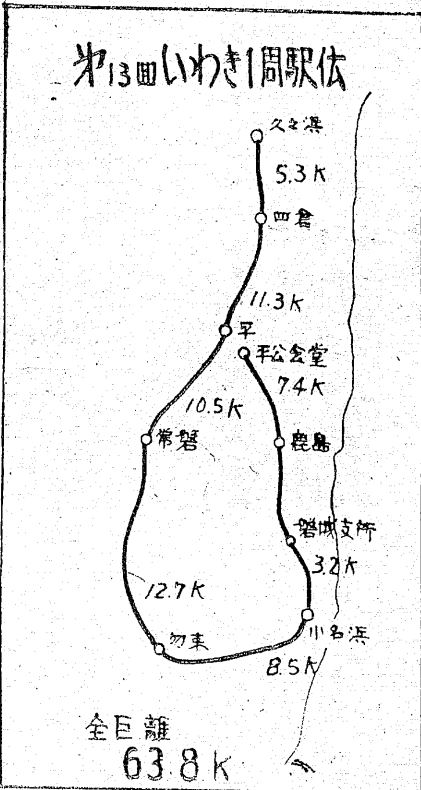 第13回いわき1周駅伝
久之浜
5.3K
四倉
11.3K
平
平公会堂
7.4K
10.5K
常磐
鹿島
磐城支所
3.2K
12.7K
勿来
小名浜
8.5K
全巨離
63.8K